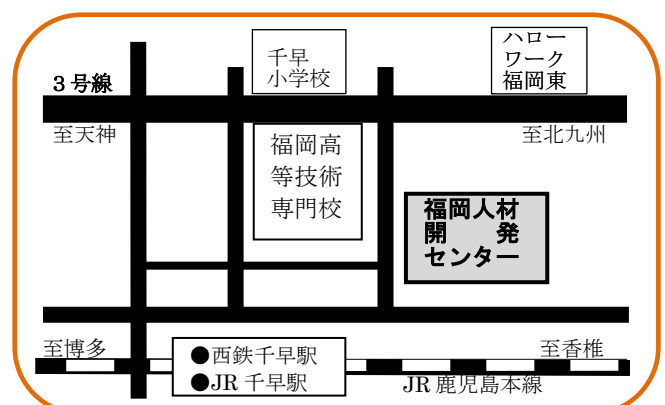 千早
小学校
ハロー
ワーク
福岡東
3号線
至天神
至北九州
福岡高
等技術
専門校
福岡人材
開　発
センター
至博多
●西鉄千早駅
●JR 千早駅
至香椎
JR 鹿児島本線